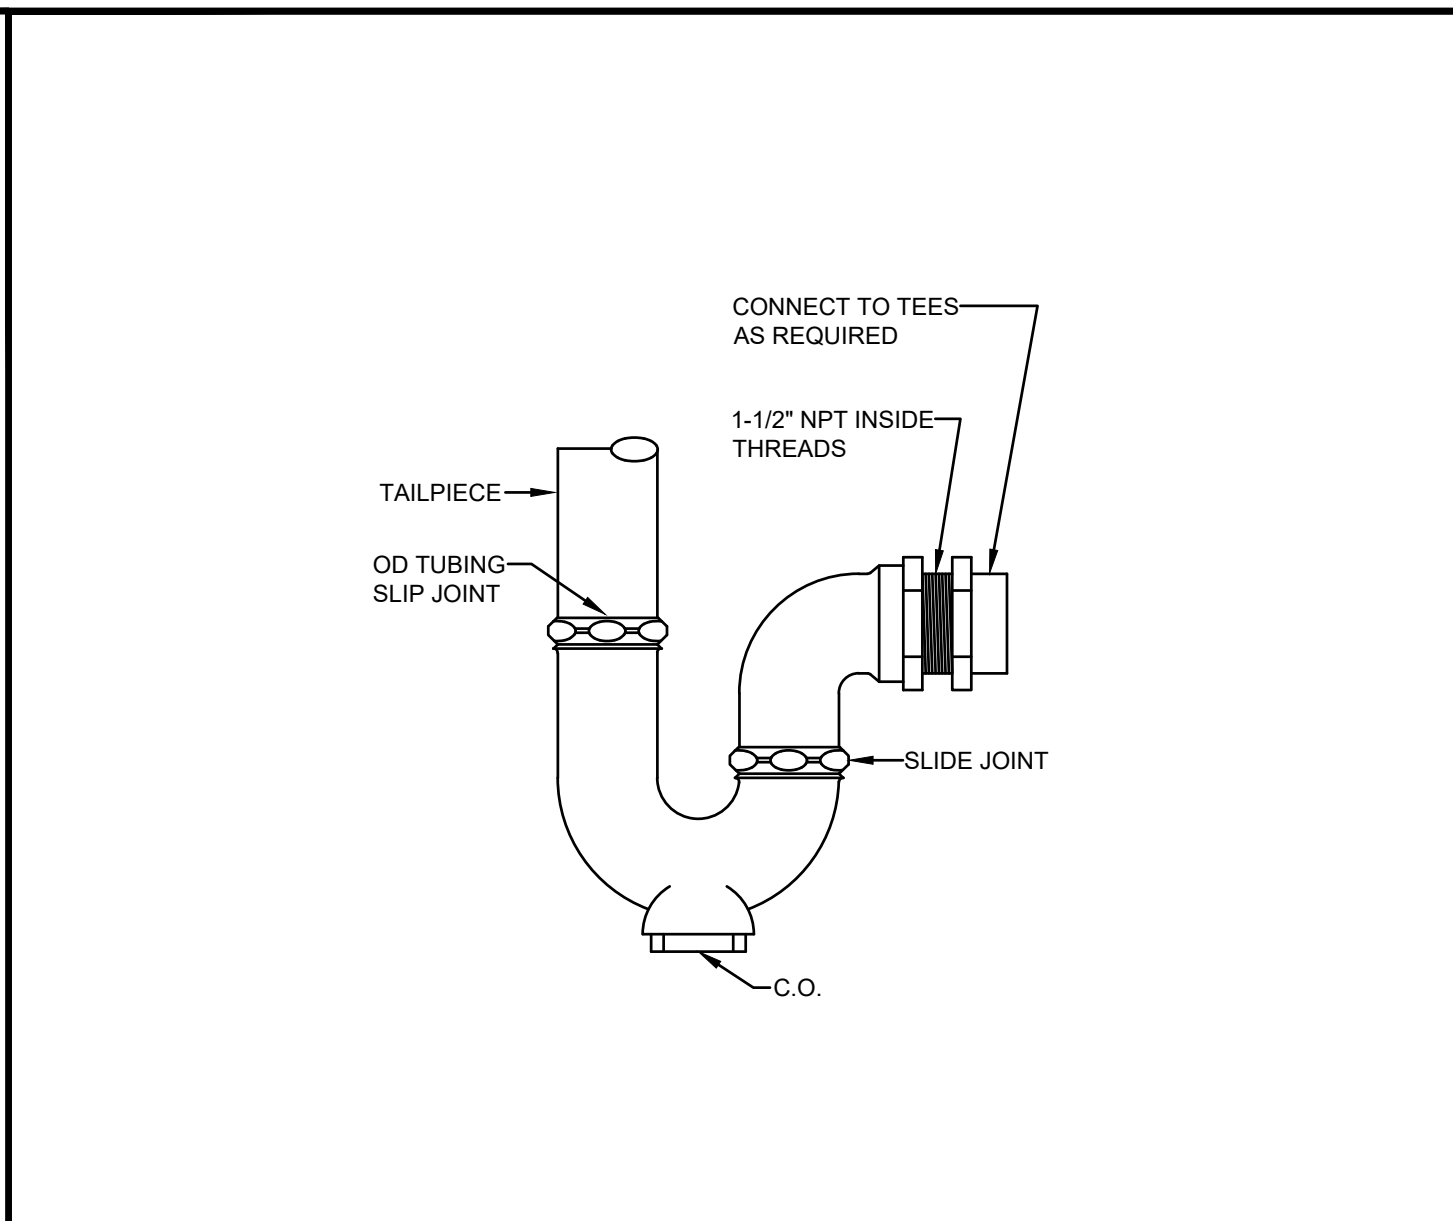 CONNECT TO TEES
AS REQUIRED
1-1/2" NPT INSIDE
THREADS
TAILPIECE
OD TUBING
SLIP JOINT
SLIDE JOINT
C.O.